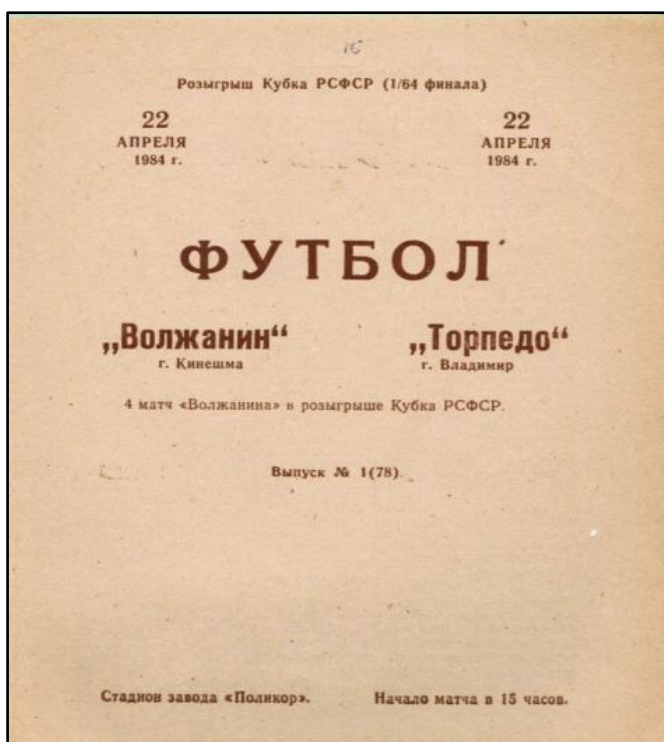 15
Розыгрыш Кубка РСФСР (1/64 финала)
22 22
АПРЕЛЯ АПРЕЛЯ
1984 г. 1984 г.
ФУТБОЛ
„Волжанин“ „Торпедо“
г. Кинешма г. Владимир
4 матч «Волжанина» в розыгрыше Кубка РСФСР.
Выпуск № 1(78)
Стадион завода «Поликор». Начало матча в 15 часов.